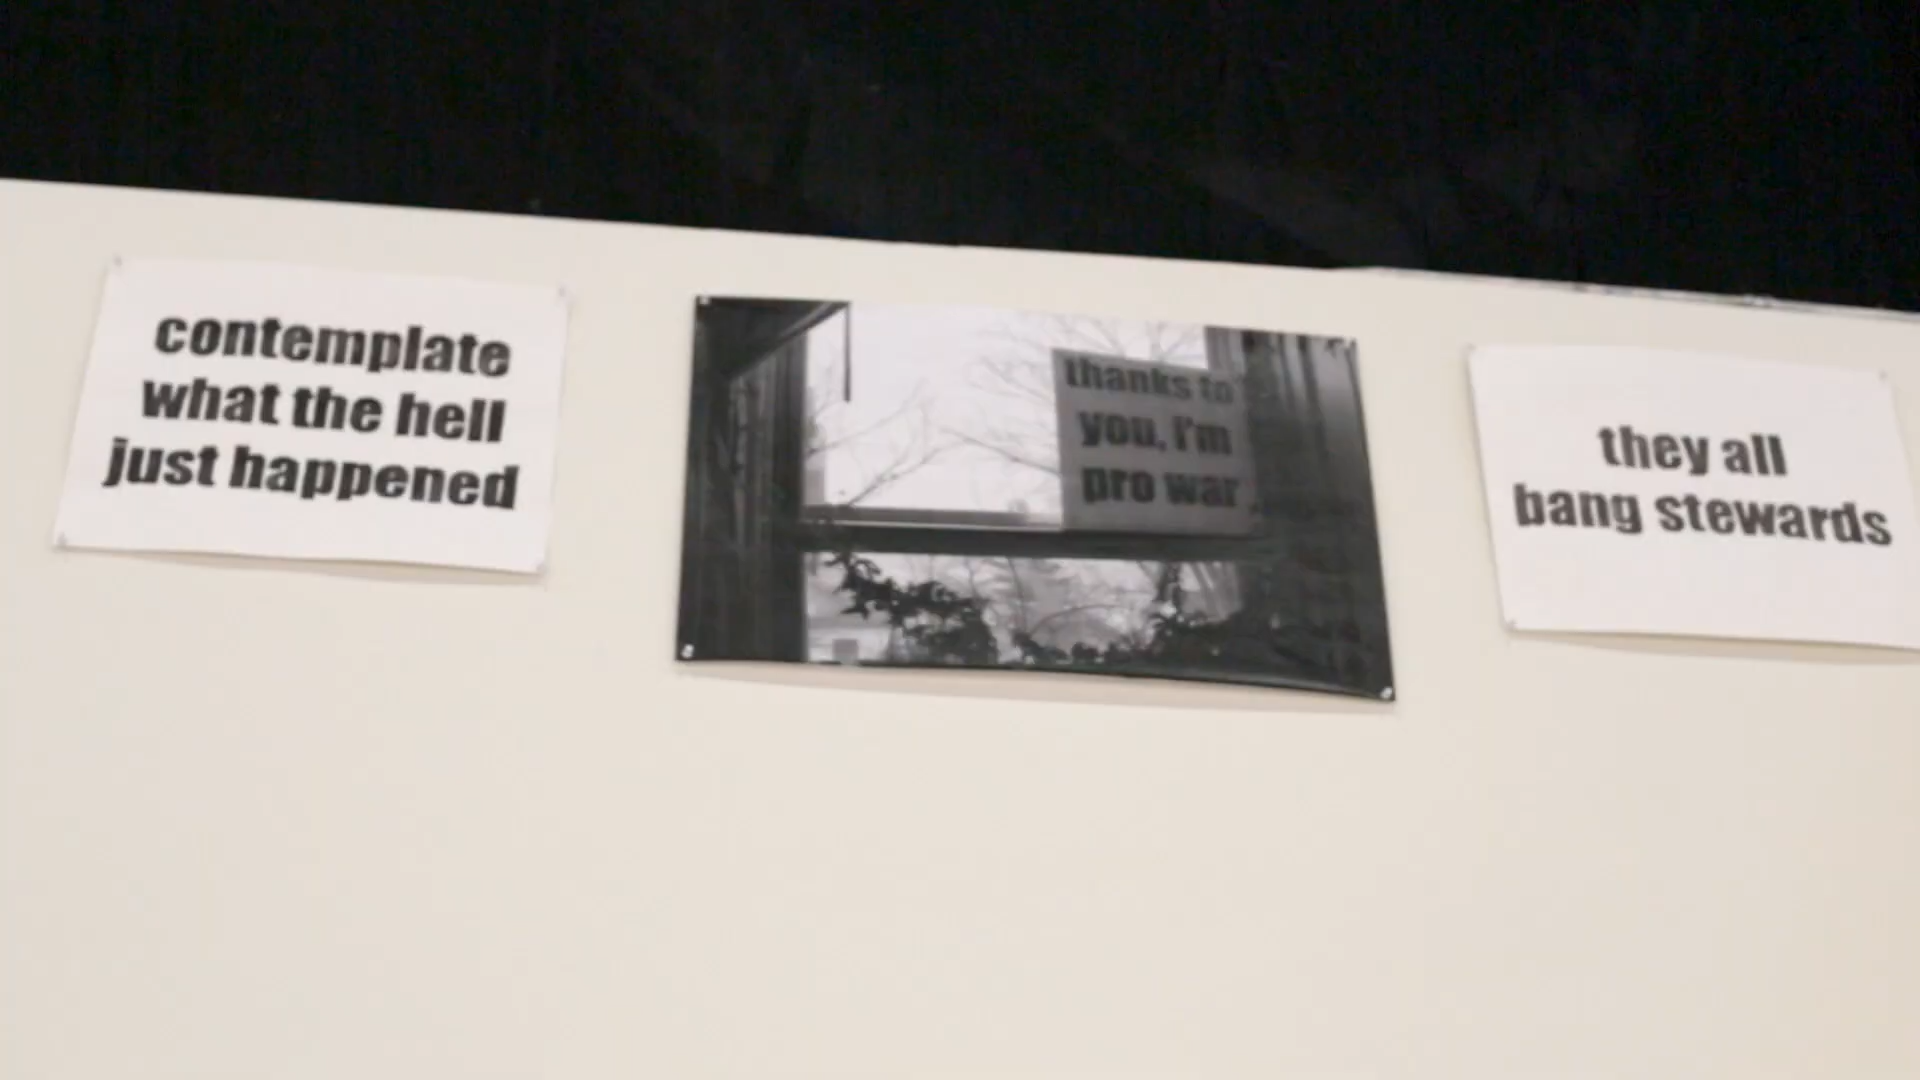 contemplate
what the hell
just happened
thanks to
you, I'm
pro war
they all
bang stewards